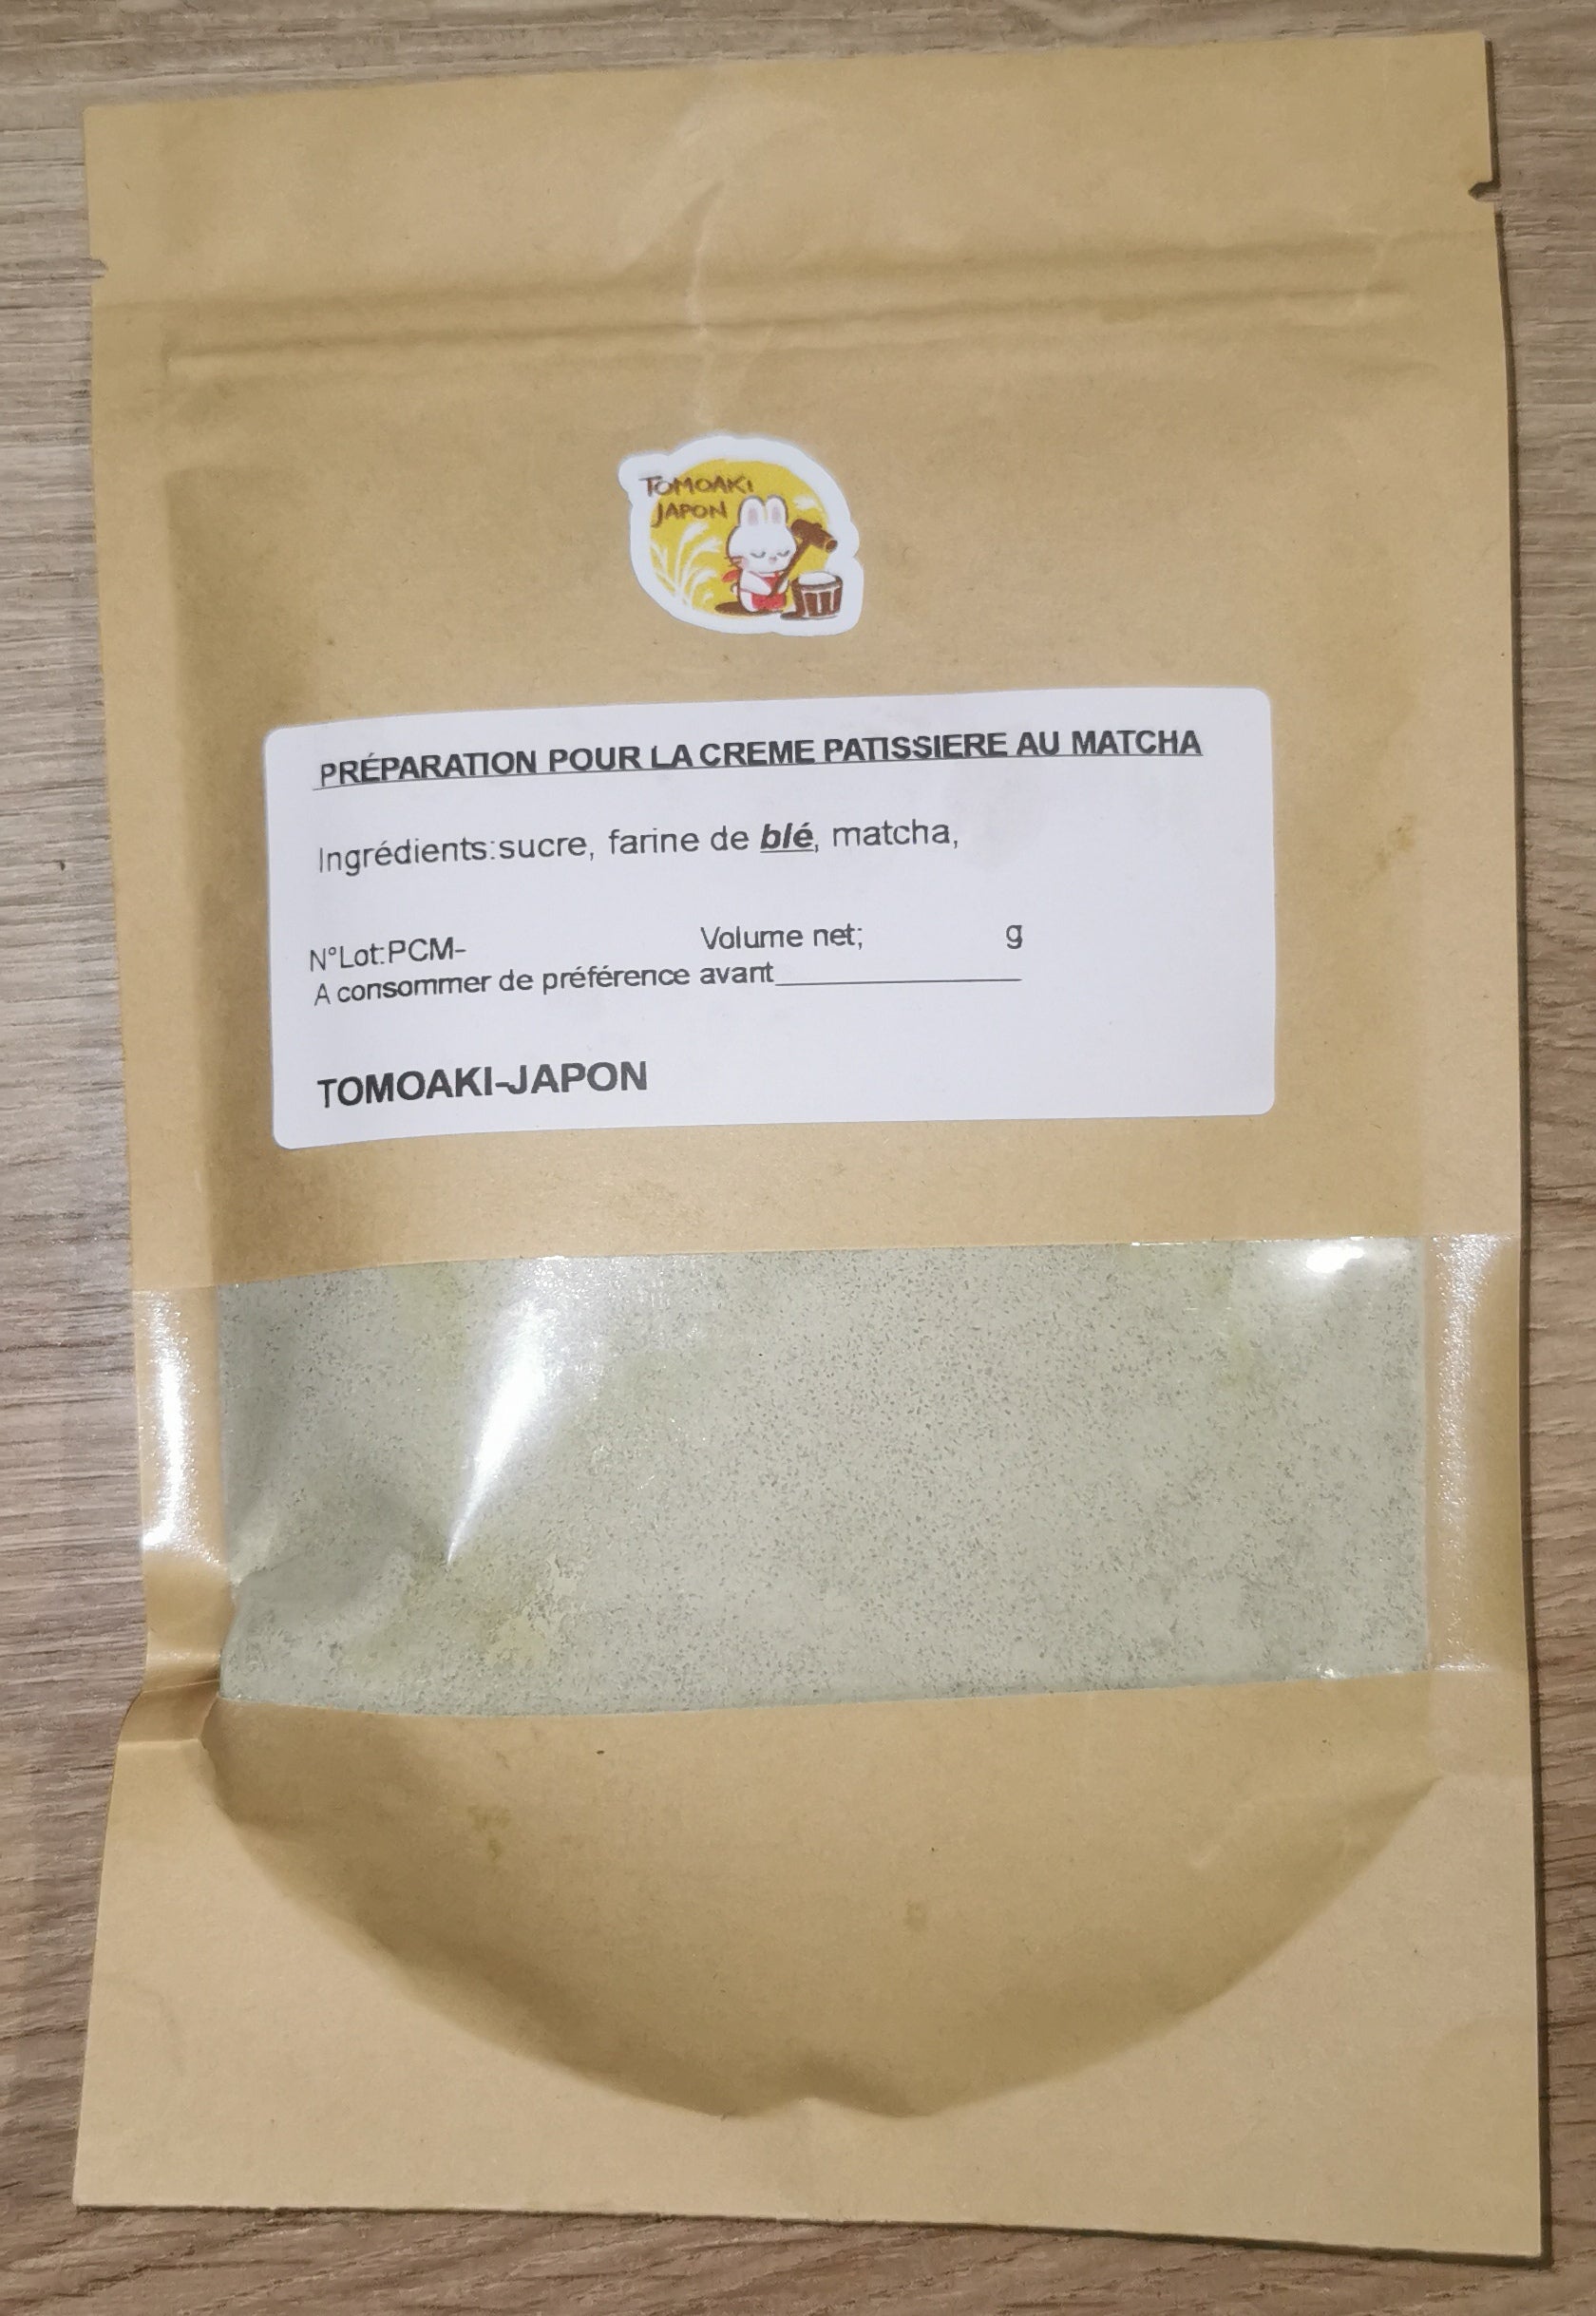 TOMOAKI
JAPON
PRÉPARATION POUR LA CREME PATISSIERE AU MATCHA
Ingrédients:sucre, farine de blé, matcha,
N°Lot:PCM- Volume net; g
A consommer de préférence avant_______________
TOMOAKI-JAPON